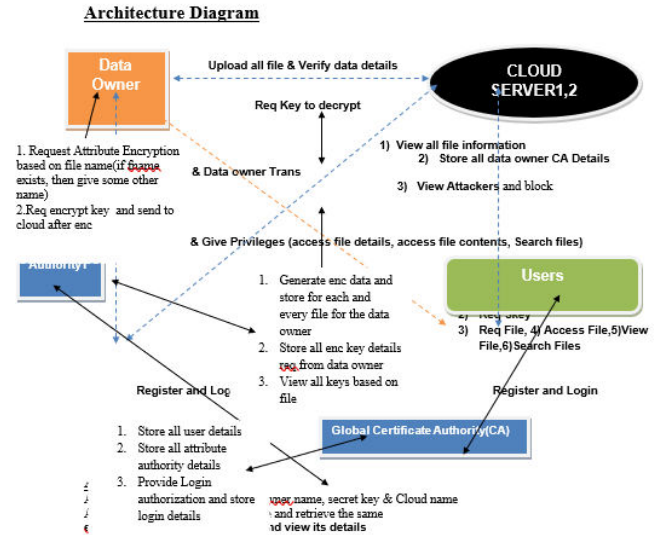 Architecture Diagram
Data
Owner
Upload all file & Verify data details
CLOUD
SERVER1,2
Req Key to decrypt
1. Request Attribute Encryption
based on file name(if fname
exists, then give some other
name)
2.Req encrypt key and send to
cloud after enc
1) View all file information
2) Store all data owner CA Details
3) View Attackers and block
& Data owner Trans
& Give Privileges (access file details, access file contents, Search files)
Authority1
Users
1. Generate enc data and
store for each and
every file for the data
owner
2. Store all enc key details
req from data owner
3. View all keys based on
file
2) Req Skey
3) Req File, 4) Access File,5)View
File,6)Search Files
Register and Log
Register and Login
Global Certificate Authority(CA)
1. Store all user details
2. Store all attribute
authority details
3. Provide Login
authorization and store
login details
name, secret key & Cloud name
and retrieve the same
nd view its details